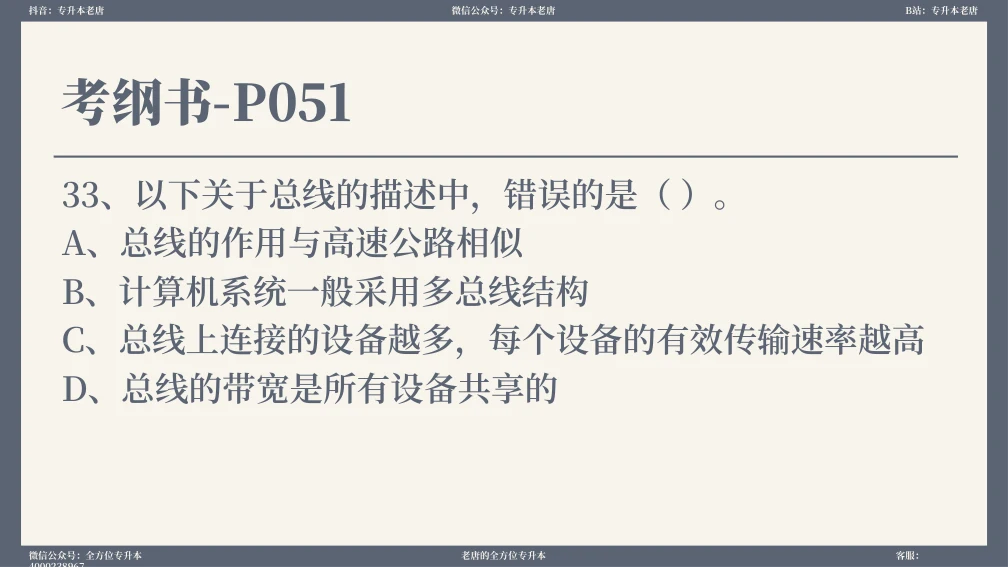 抖音：专升本老唐
微信公众号：专升本老唐
B站：专升本老唐
考纲书-P051
33、以下关于总线的描述中，错误的是（ ）。
A、总线的作用与高速公路相似
B、计算机系统一般采用多总线结构
C、总线上连接的设备越多，每个设备的有效传输速率越高
D、总线的带宽是所有设备共享的
微信公众号：全方位专升本
老唐的全方位专升本
客服：
4000238967